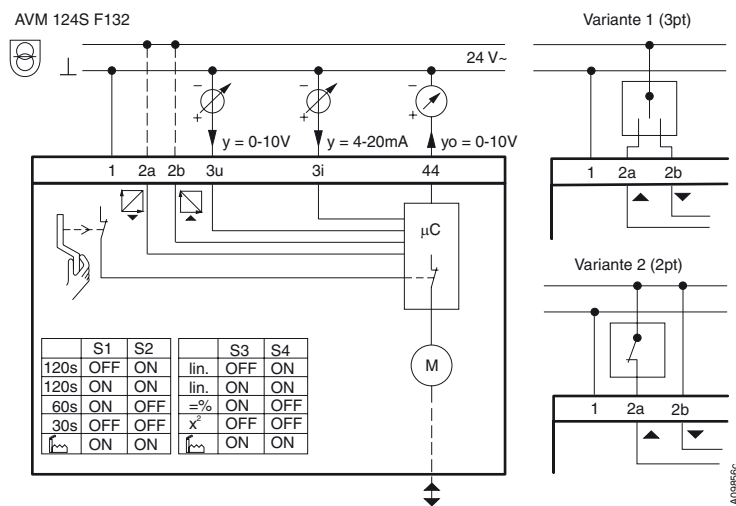 AVM 124S F132
24 V~
−
+
−
+
−
+
y = 0-10V
y = 4-20mA
yo = 0-10V
1 2a 2b 3u 3i 44
µC
M
S1 S2
120s OFF ON
120s ON ON
60s ON OFF
30s OFF OFF
ON ON
S3 S4
lin. OFF ON
lin. ON ON
=% ON OFF
x² OFF OFF
ON ON
Variante 1 (3pt)
1 2a 2b
Variante 2 (2pt)
1 2a 2b
A09856c